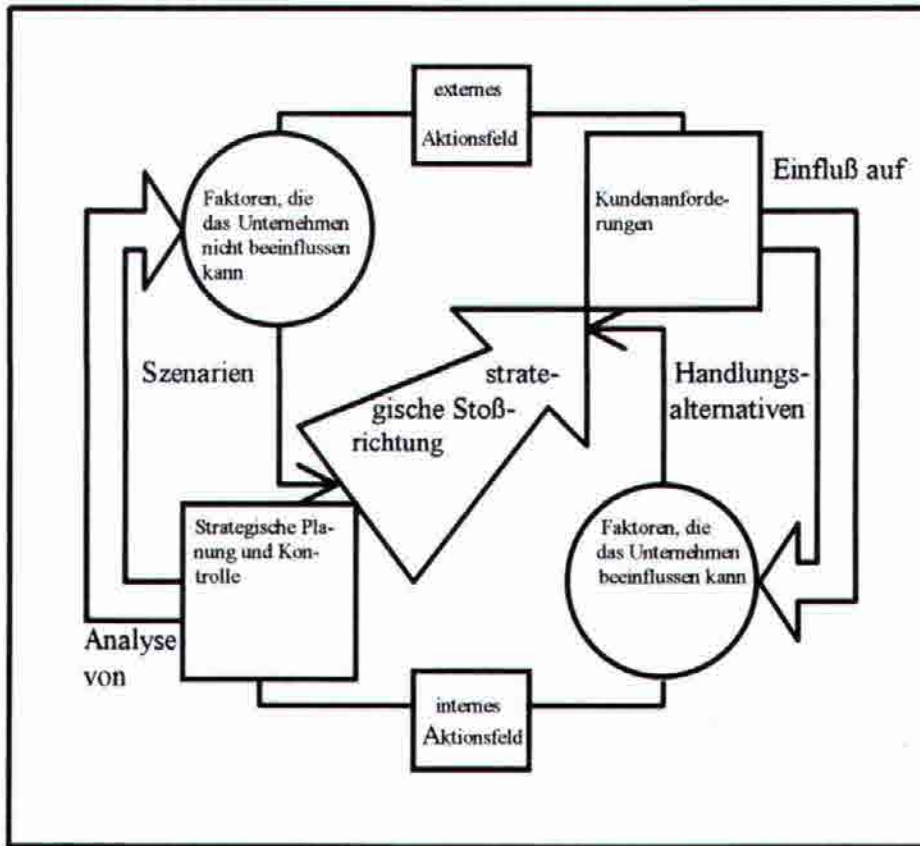 externes
Aktionsfeld
Faktoren, die
das Unternehmen
nicht beeinflussen
kann
Kundenanforde-
rungen
Einfluß auf
Szenarien
strate-
gische Stoß-
richtung
Handlungs-
alternativen
Strategische Pla-
nung und Kon-
trolle
Faktoren, die
das Unternehmen
beeinflussen kann
Analyse
von
internes
Aktionsfeld